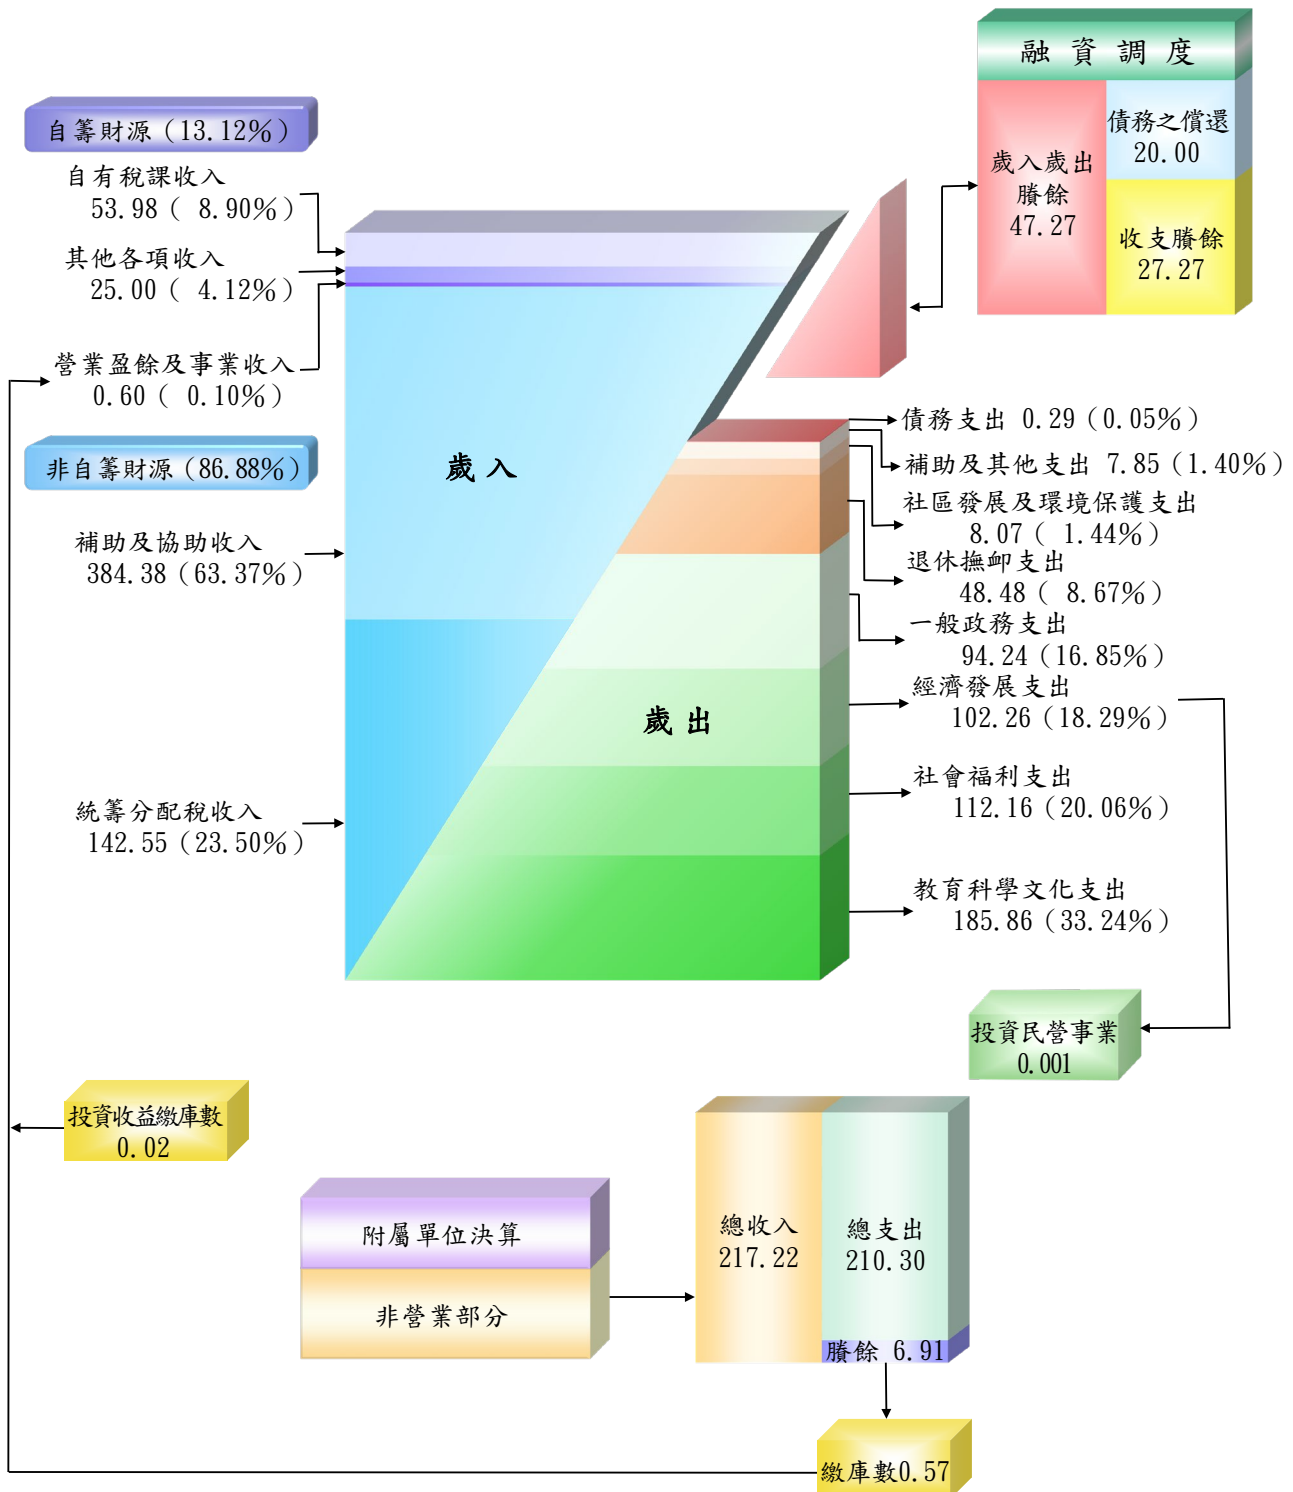 融資調度
歲入歲出
賸餘
47.27
債務之償還
20.00
收支賸餘
27.27
自籌財源（13.12%）
自有稅課收入
53.98（ 8.90%）
其他各項收入
25.00（ 4.12%）
營業盈餘及事業收入
0.60（ 0.10%）
非自籌財源（86.88%）
補助及協助收入
384.38（63.37%）
統籌分配稅收入
142.55（23.50%）
歲入
歲出
債務支出 0.29（0.05%）
補助及其他支出 7.85（1.40%）
社區發展及環境保護支出
8.07（ 1.44%）
退休撫卹支出
48.48（ 8.67%）
一般政務支出
94.24（16.85%）
經濟發展支出
102.26（18.29%）
社會福利支出
112.16（20.06%）
教育科學文化支出
185.86（33.24%）
投資民營事業
0.001
投資收益繳庫數
0.02
附屬單位決算
非營業部分
總收入
217.22
總支出
210.30
賸餘 6.91
繳庫數0.57